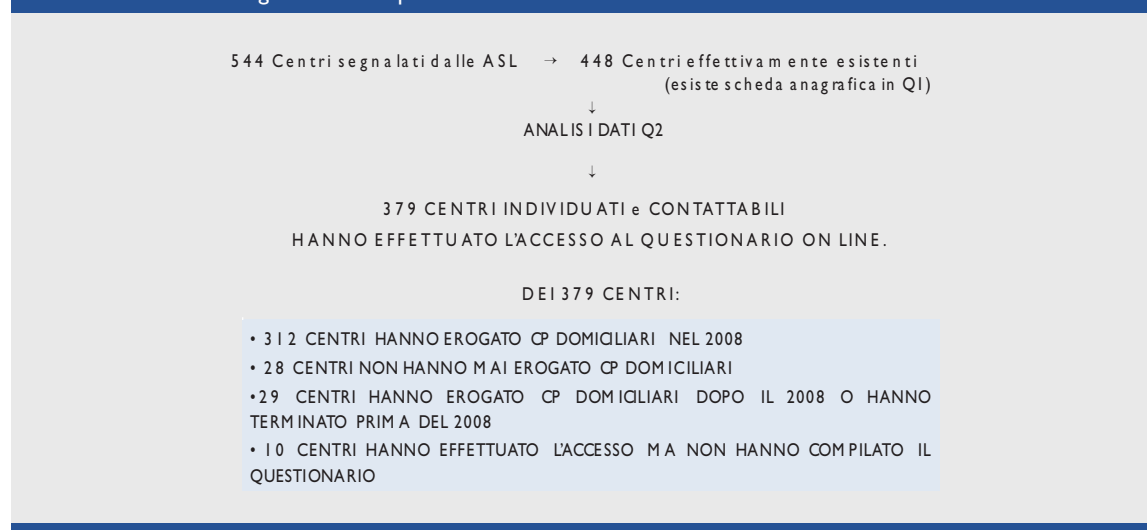 544 Centri segnalati dalle ASL → 448 Centri effettivamente esistenti
(esiste scheda anagrafica in Q1)
↓
ANALISI DATI Q2
↓
379 CENTRI INDIVIDUATI e CONTATTABILI
HANNO EFFETTUATO L'ACCESSO AL QUESTIONARIO ON LINE.
DEI 379 CENTRI:
• 312 CENTRI HANNO EROGATO CP DOMICILIARI NEL 2008
• 28 CENTRI NON HANNO MAI EROGATO CP DOMICILIARI
•29 CENTRI HANNO EROGATO CP DOMICILIARI DOPO IL 2008 O HANNO
TERMINATO PRIMA DEL 2008
• 10 CENTRI HANNO EFFETTUATO L'ACCESSO MA NON HANNO COMPILATO IL
QUESTIONARIO